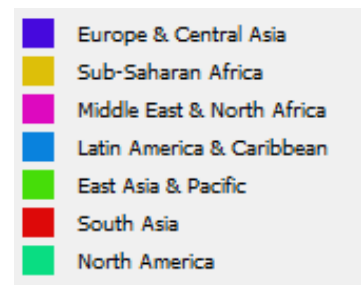 Europe & Central Asia
Sub-Saharan Africa
Middle East & North Africa
Latin America & Caribbean
East Asia & Pacific
South Asia
North America